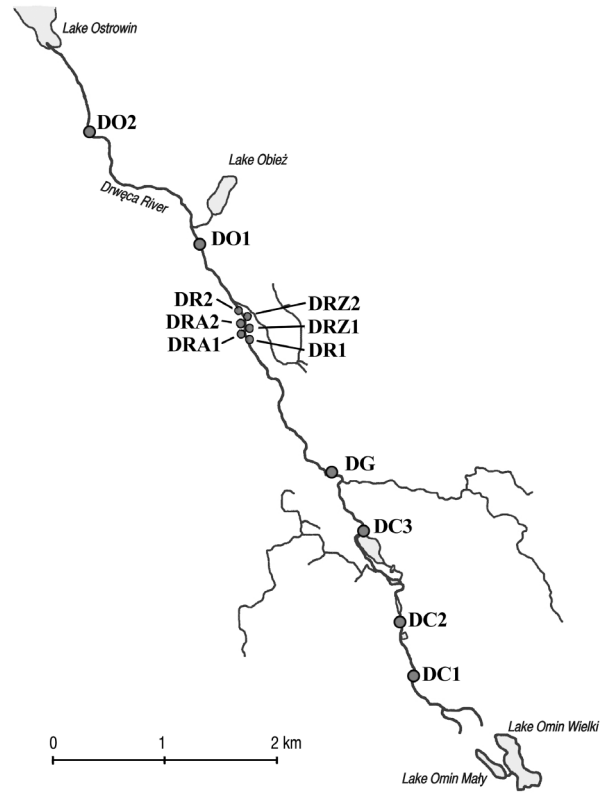 Lake Ostrowin
DO2
Lake Obież
Drwęca River
DO1
DR2
DRZ2
DRA2
DRZ1
DRA1
DR1
DG
DC3
DC2
DC1
Lake Omin Wielki
0 1 2 km
Lake Omin Mały